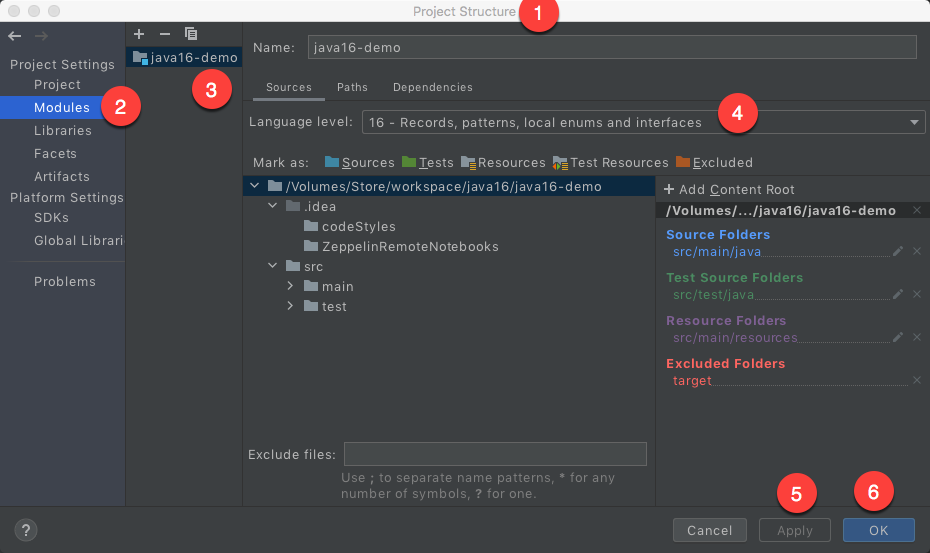 Project Structure
1
Project Settings
Project
Modules
2
Libraries
Facets
Artifacts
Platform Settings
SDKs
Global Librari
Problems
java16-demo
3
Name: java16-demo
Sources Paths Dependencies
Language level: 16 - Records, patterns, local enums and interfaces
4
Mark as: Sources Tests Resources Test Resources Excluded
/Volumes/Store/workspace/java16/java16-demo
.idea
codeStyles
ZeppelinRemoteNotebooks
src
main
test
Exclude files:
Use ; to separate name patterns, * for any
number of symbols, ? for one.
+ Add Content Root
/Volumes/.../java16/java16-demo
Source Folders
src/main/java
Test Source Folders
src/test/java
Resource Folders
src/main/resources
Excluded Folders
target
5
6
?
Cancel Apply OK